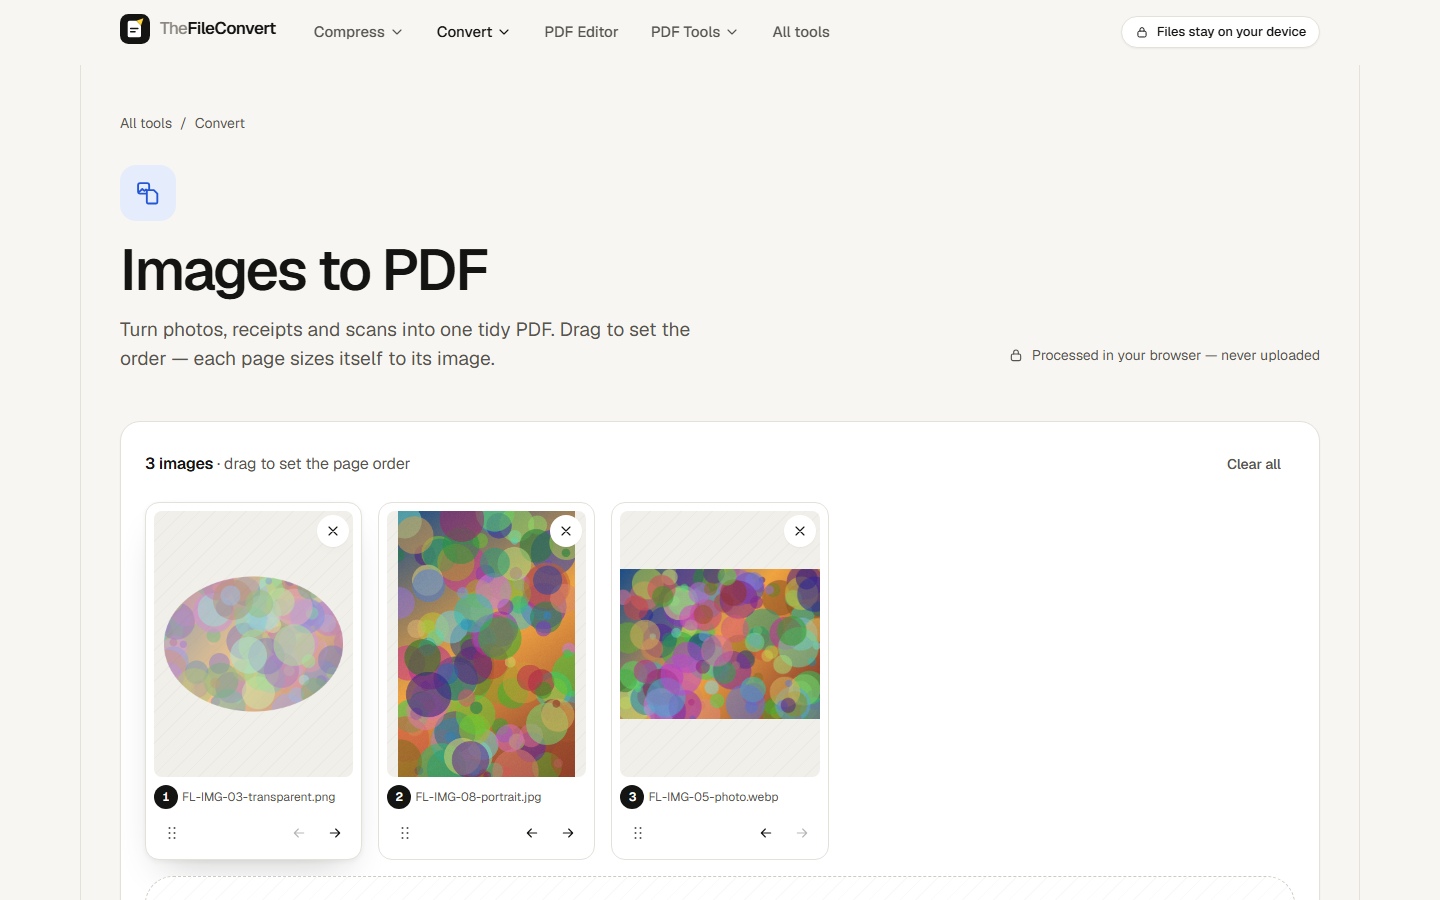 TheFileConvert
Compress
Convert
PDF Editor
PDF Tools
All tools
Files stay on your device
All tools / Convert
Images to PDF
Turn photos, receipts and scans into one tidy PDF. Drag to set the
order — each page sizes itself to its image.
Processed in your browser — never uploaded
3 images · drag to set the page order
Clear all
1 FL-IMG-03-transparent.png
2 FL-IMG-08-portrait.jpg
3 FL-IMG-05-photo.webp